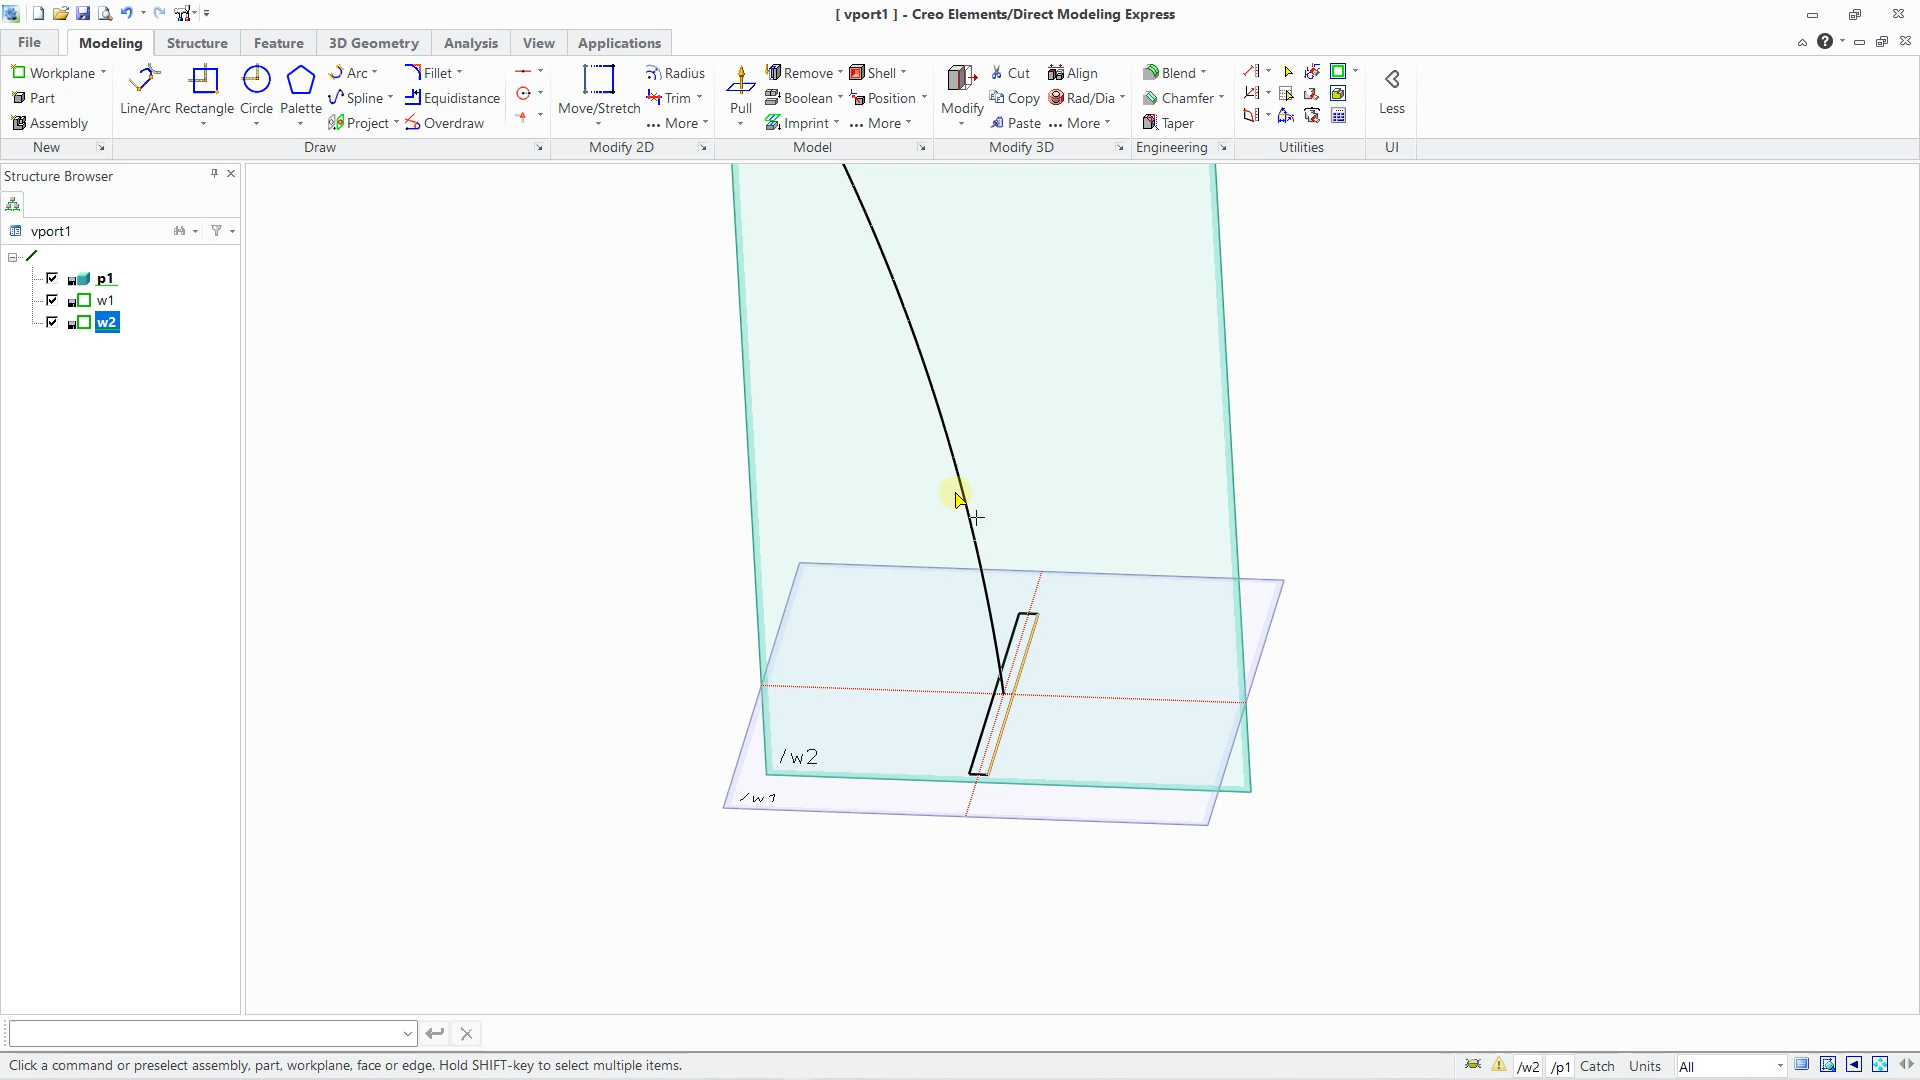 [ vport1 ] - Creo Elements/Direct Modeling Express
File Modeling Structure Feature 3D Geometry Analysis View Applications
Workplane Part Assembly New
Line/Arc Rectangle Circle Palette Arc Spline Project Fillet Equidistance Overdraw Draw
Move/Stretch Radius Trim ... More Modify 2D
Pull Remove Boolean Imprint Shell Position ... More Model
Modify Cut Copy Paste Align Rad/Dia ... More Modify 3D
Blend Chamfer Taper Engineering
Utilities
Less UI
Structure Browser
vport1
p1
w1
w2
/w2
/w1
Click a command or preselect assembly, part, workplane, face or edge. Hold SHIFT-key to select multiple items.
/w2 /p1 Catch Units All